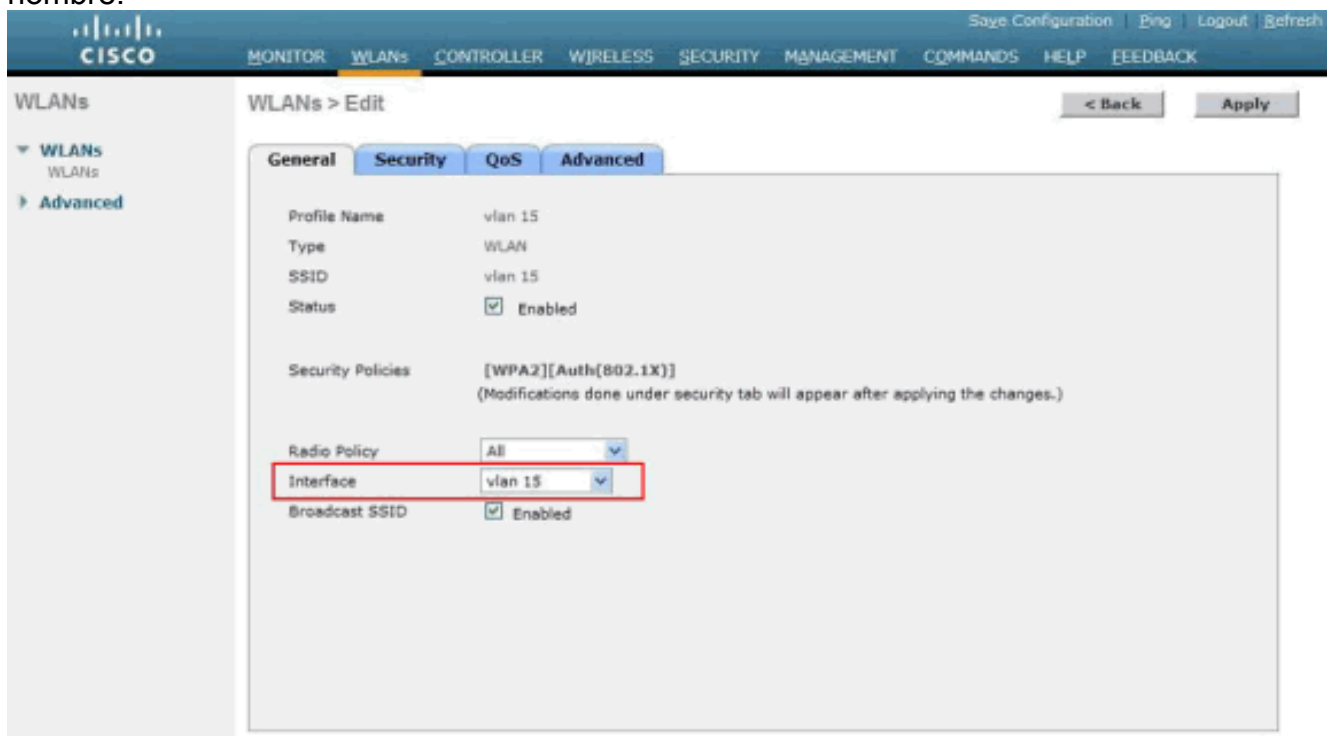 nombre.
Save Configuration | Ping | Logout | Refresh
CISCO
MONITOR WLANs CONTROLLER WIRELESS SECURITY MANAGEMENT COMMANDS HELP FEEDBACK
WLANs
WLANs > Edit
< Back
Apply
WLANs
WLANs
Advanced
General Security QoS Advanced
Profile Name vlan 15
Type WLAN
SSID vlan 15
Status Enabled
Security Policies [WPA2][Auth(802.1X)]
(Modifications done under security tab will appear after applying the changes.)
Radio Policy All
Interface vlan 15
Broadcast SSID Enabled